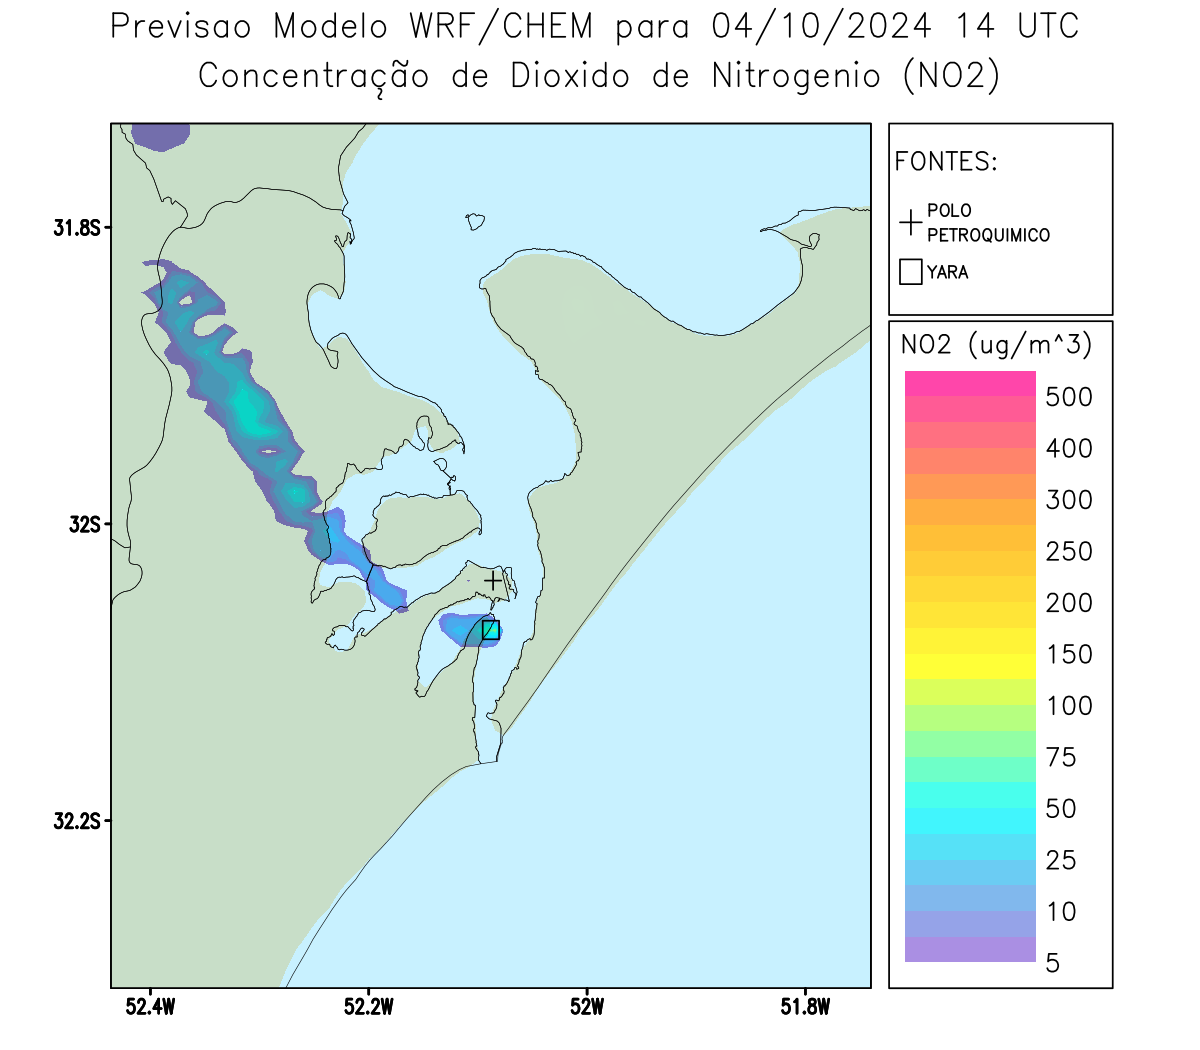 Previsao Modelo WRF/CHEM para 04/10/2024 14 UTC
Concentração de Dioxido de Nitrogenio (NO2)
FONTES:
POLO
PETROQUIMICO
YARA
NO2 (ug/m^3)
500
400
300
250
200
150
100
75
50
25
10
5
31.8S
32S
32.2S
52.4W
52.2W
52W
51.8W